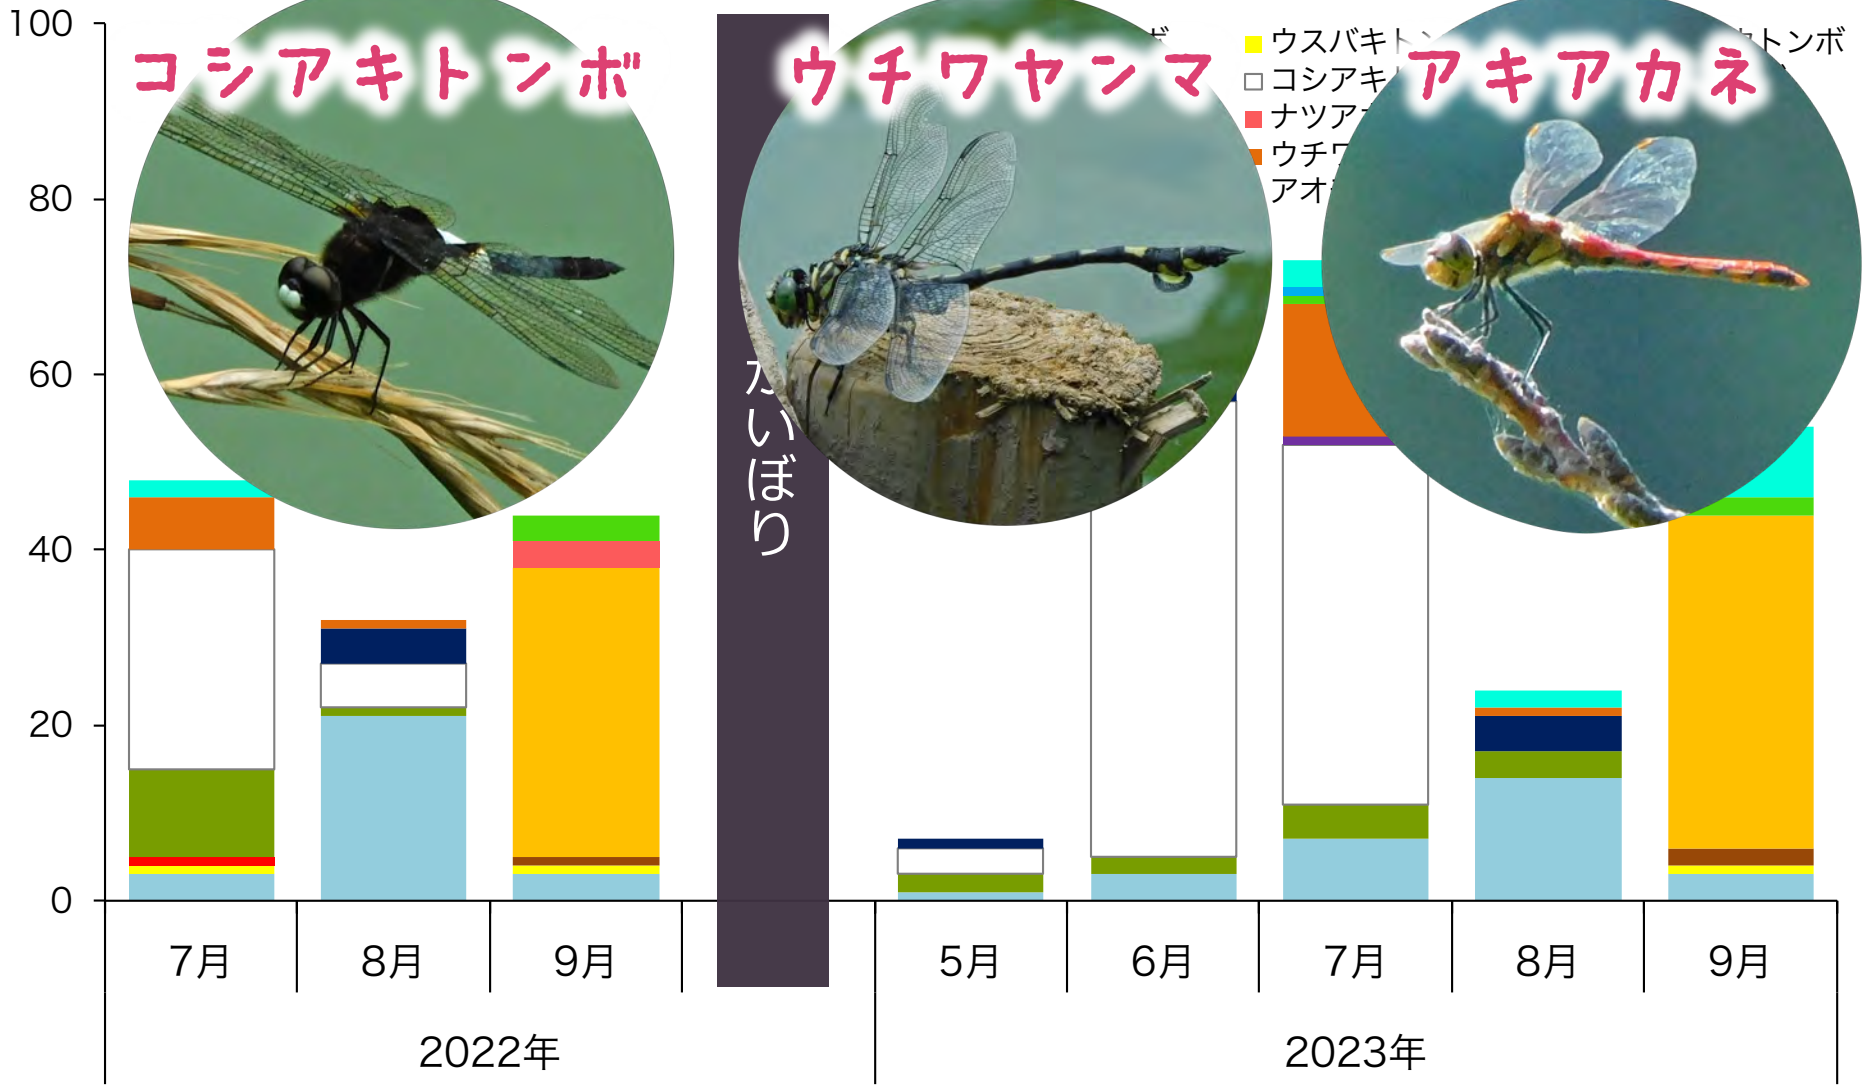 コシアキトンボ
ウチワヤンマ
アキアカネ
ウスバキト
トンボ
コシアキ
ナツア
ウチワ
アオ
100
80
60
40
20
0
かいぼり
7月
8月
9月
5月
6月
7月
8月
9月
2022年
2023年